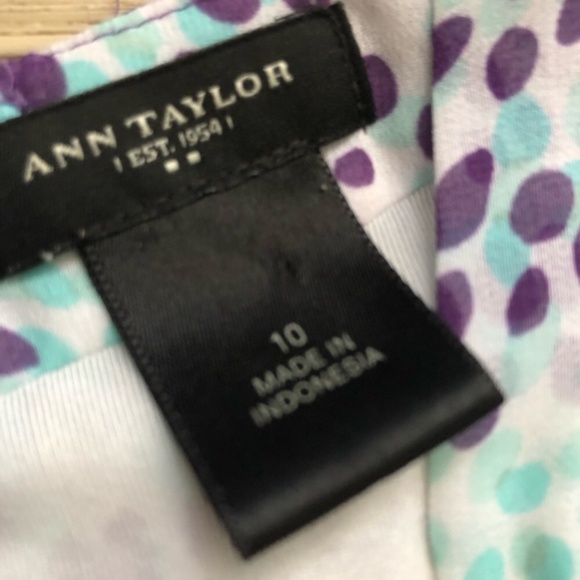 ANN TAYLOR
EST. 1954
10
MADE IN
INDONESIA